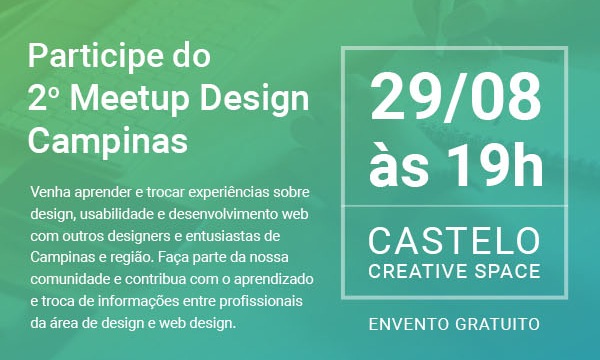 Participe do
2º Meetup Design
Campinas
Venha aprender e trocar experiências sobre
design, usabilidade e desenvolvimento web
com outros designers e entusiastas de
Campinas e região. Faça parte da nossa
comunidade e contribua com o aprendizado
e troca de informações entre profissionais
da área de design e web design.
29/08
às 19h
CASTELO
CREATIVE SPACE
ENVENTO GRATUITO